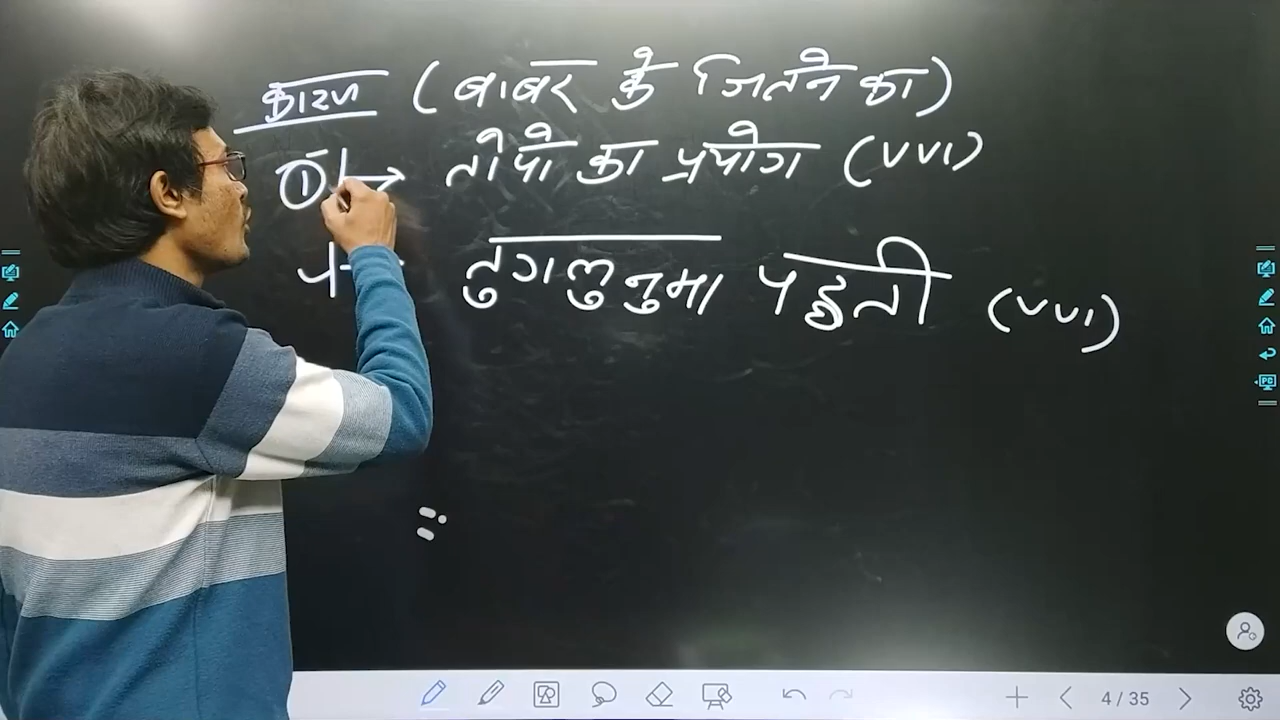 कारण (बाबर के जितने का)
① → तोपो का प्रयोग (VVI)
तुगलुनुमा पद्धती (VVI)
4 / 35